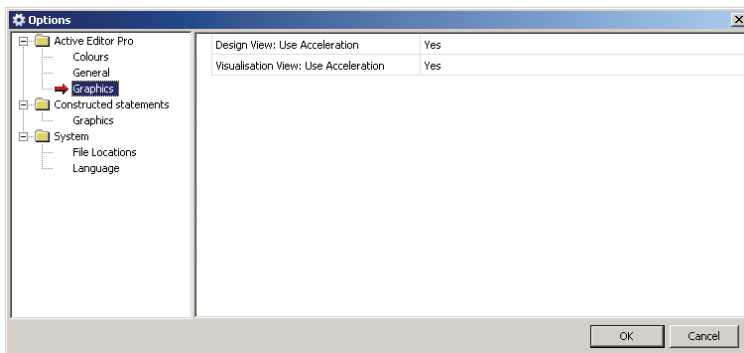 Options
Active Editor Pro
Colours
General
Graphics
Constructed statements
Graphics
System
File Locations
Language
Design View: Use Acceleration Yes
Visualisation View: Use Acceleration Yes
OK Cancel